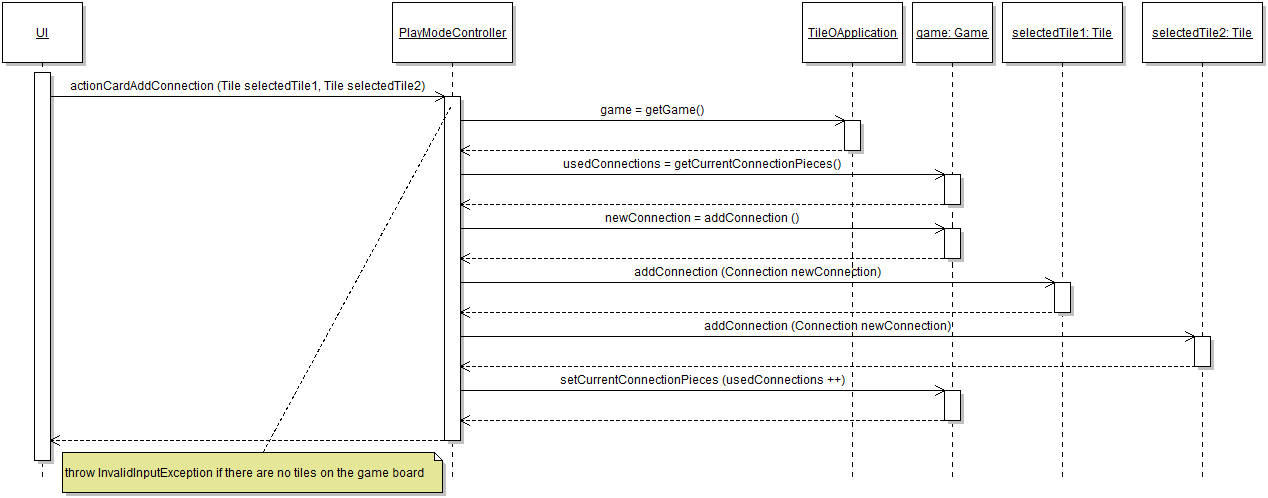 UI
PlayModeController
TileOApplication
game: Game
selectedTile1: Tile
selectedTile2: Tile
actionCardAddConnection (Tile selectedTile1, Tile selectedTile2)
game = getGame()
usedConnections = getCurrentConnectionPieces()
newConnection = addConnection ()
addConnection (Connection newConnection)
addConnection (Connection newConnection)
setCurrentConnectionPieces (usedConnections ++)
throw InvalidInputException if there are no tiles on the game board